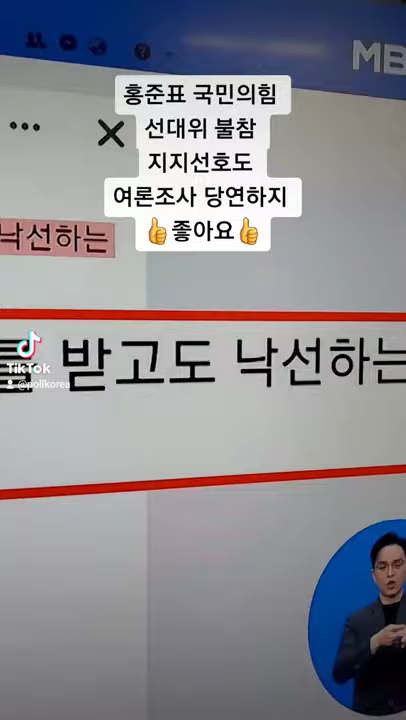 MB
홍준표 국민의힘
선대위 불참
지지선호도
여론조사 당연하지
👍좋아요👍
낙선하는
를 받고도 낙선하는
TikTok
@polikorea